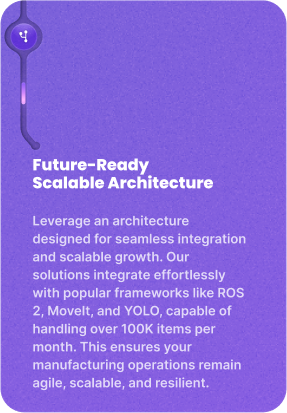 Future-Ready
Scalable Architecture
Leverage an architecture
designed for seamless integration
and scalable growth. Our
solutions integrate effortlessly
with popular frameworks like ROS
2, MoveIt, and YOLO, capable of
handling over 100K items per
month. This ensures your
manufacturing operations remain
agile, scalable, and resilient.